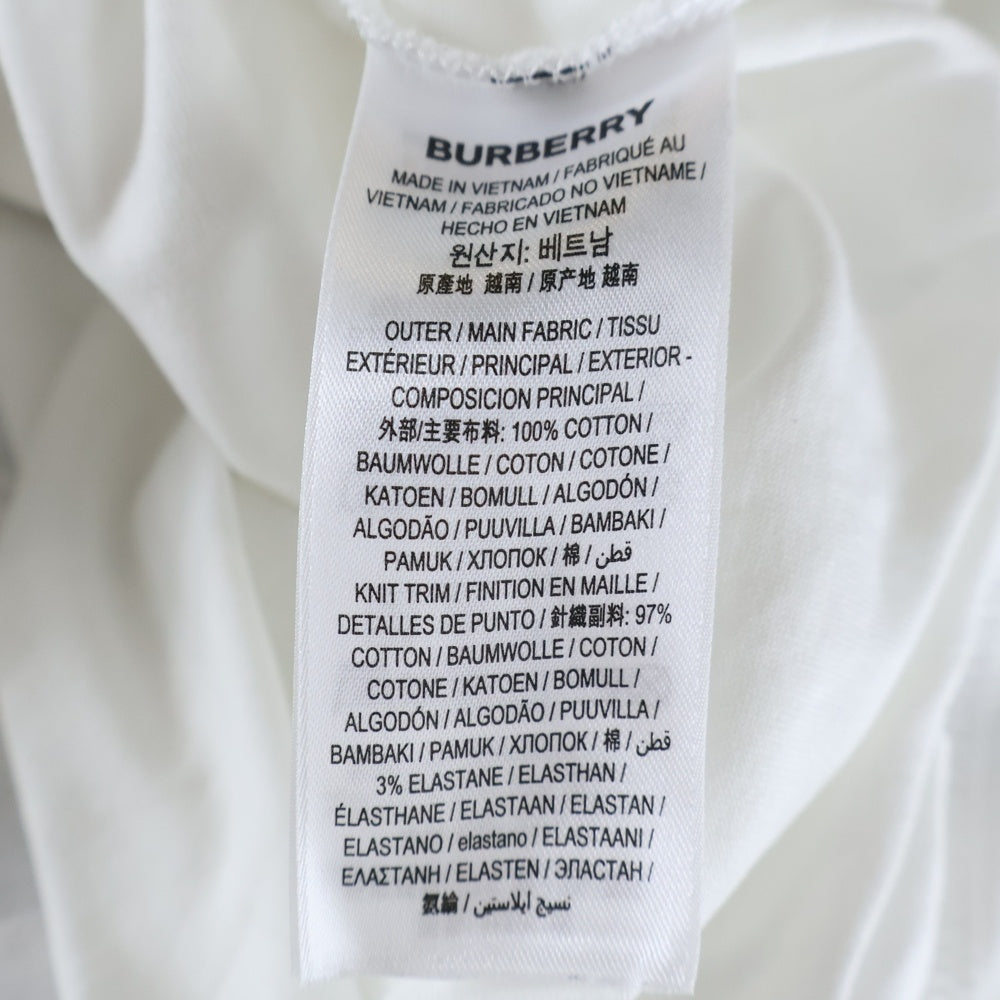 BURBERRY
MADE IN VIETNAM / FABRIQUÉ AU
VIETNAM / FABRICADO NO VIETNAME /
HECHO EN VIETNAM
원산지: 베트남
原產地 越南 / 原产地 越南
OUTER / MAIN FABRIC / TISSU
EXTÉRIEUR / PRINCIPAL / EXTERIOR -
COMPOSICION PRINCIPAL /
外部/主要布料: 100% COTTON /
BAUMWOLLE / COTON / COTONE /
KATOEN / BOMULL / ALGODÓN /
ALGODÃO / PUUVILLA / BAMBAKI /
PAMUK / ХЛОПОК / 棉 / قطن
KNIT TRIM / FINITION EN MAILLE /
DETALLES DE PUNTO / 針織副料: 97%
COTTON / BAUMWOLLE / COTON /
COTONE / KATOEN / BOMULL /
ALGODÓN / ALGODÃO / PUUVILLA /
BAMBAKI / PAMUK / ХЛОПОК / 棉 / قطن
3% ELASTANE / ELASTHAN /
ÉLASTHANE / ELASTAAN / ELASTAN /
ELASTANO / elastano / ELASTAANI /
ΕΛΑΣΤΑΝΗ / ELASTEN / ЭЛАСТАН /
氨綸 / نسيج ايلاستين